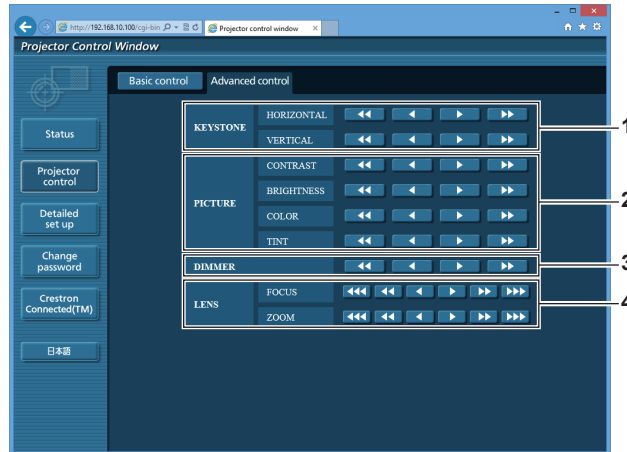 http://192.168.10.100/cgi-bin
Projector control window
Projector Control Window
Basic control
Advanced control
Status
Projector control
Detailed set up
Change password
Crestron Connected(TM)
日本語
KEYSTONE
HORIZONTAL
VERTICAL
1
PICTURE
CONTRAST
BRIGHTNESS
COLOR
TINT
2
DIMMER
3
LENS
FOCUS
ZOOM
4